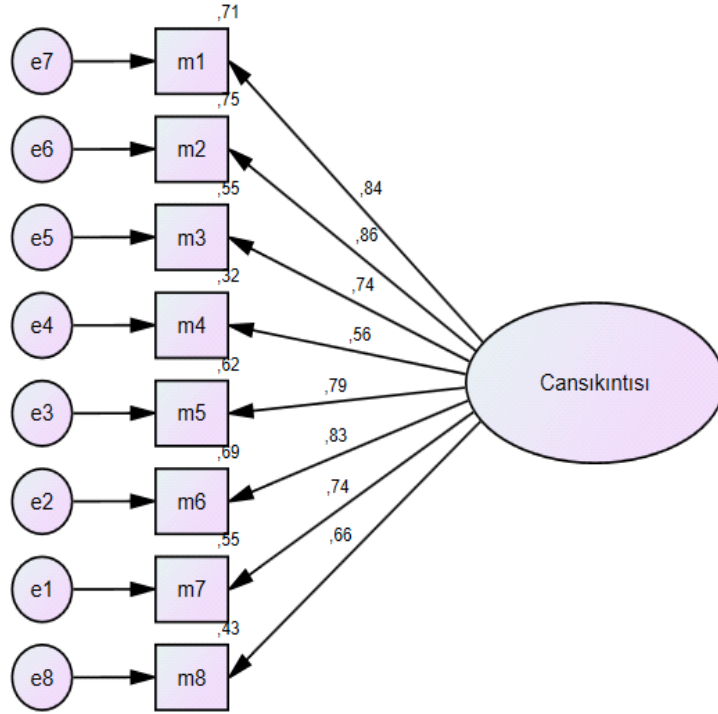 ,71
e7 m1
,75
e6 m2
,84
,55
,86
e5 m3
,74
,32
e4 m4
,56
,62
Cansıkıntısı
,79
e3 m5
,83
,69
,74
e2 m6
,66
,55
e1 m7
,43
e8 m8